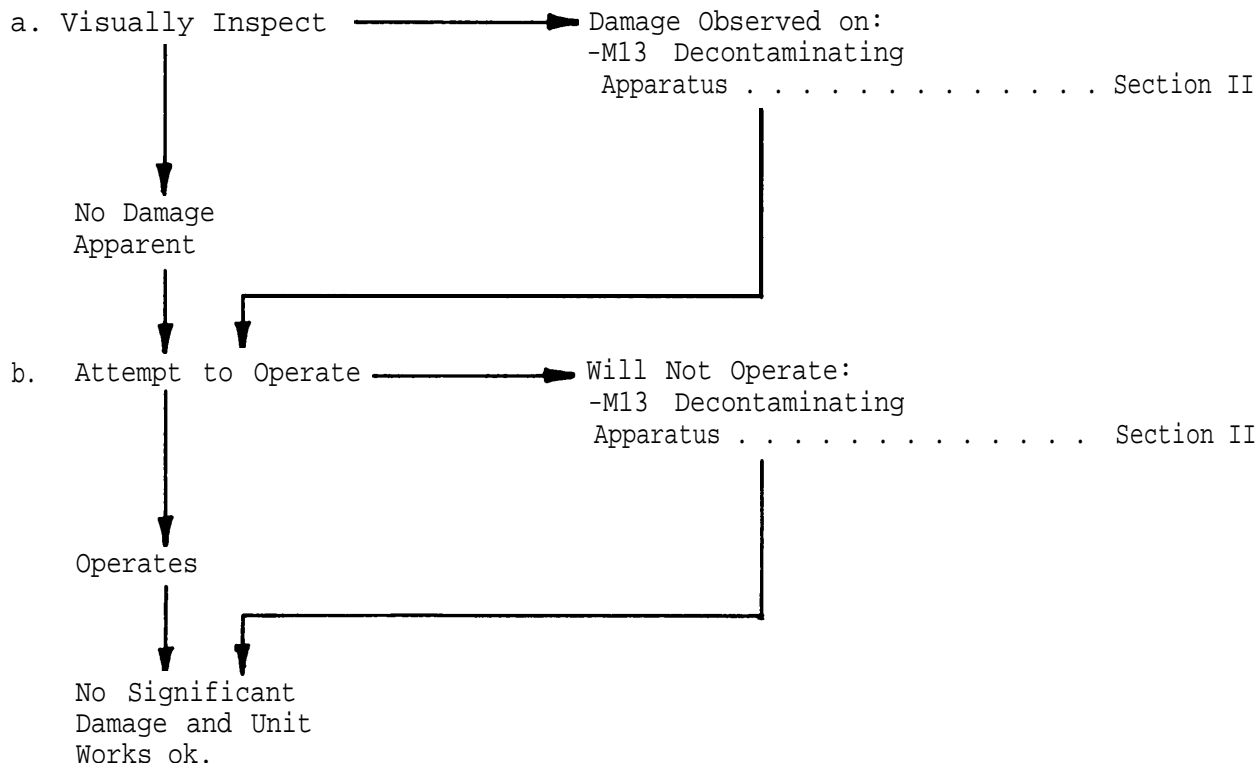 a. Visually Inspect
Damage Observed on:
-M13 Decontaminating
Apparatus . . . . . . . . . . . . . Section II
No Damage
Apparent
b. Attempt to Operate
Will Not Operate:
-M13 Decontaminating
Apparatus . . . . . . . . . . . . . Section II
Operates
No Significant
Damage and Unit
Works ok.